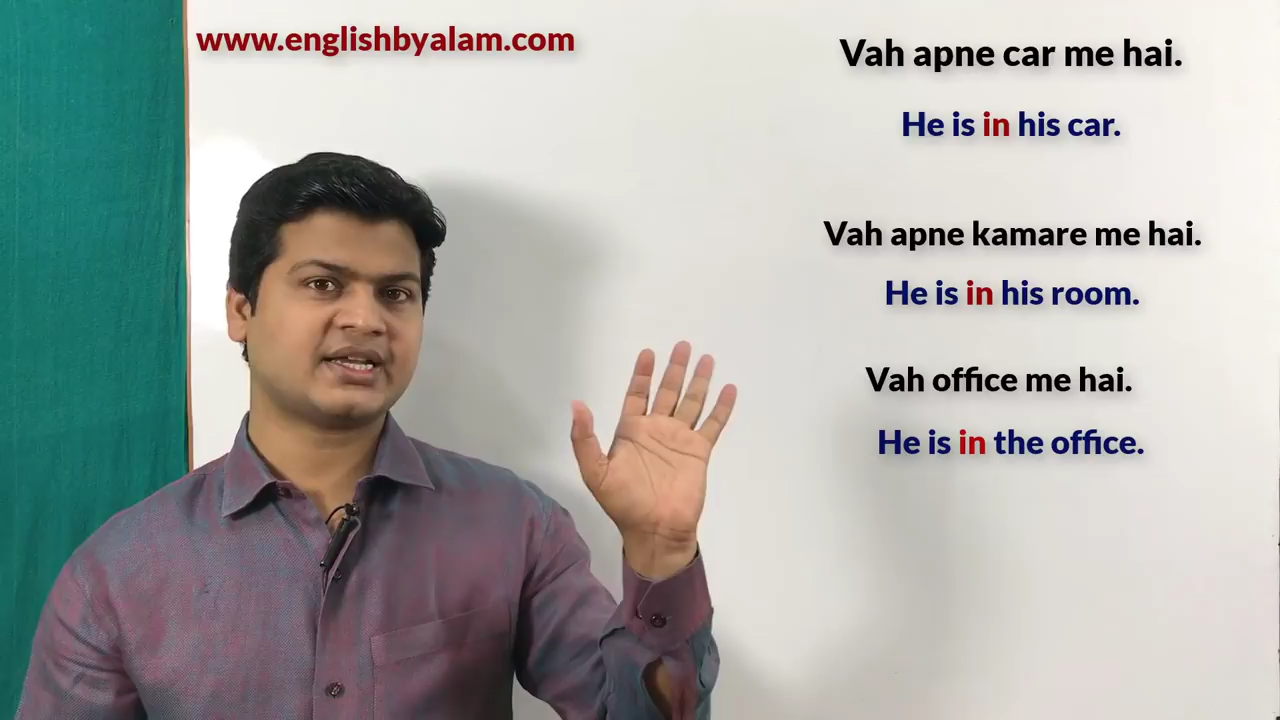 www.englishbyalam.com
Vah apne car me hai.
He is in his car.
Vah apne kamare me hai.
He is in his room.
Vah office me hai.
He is in the office.